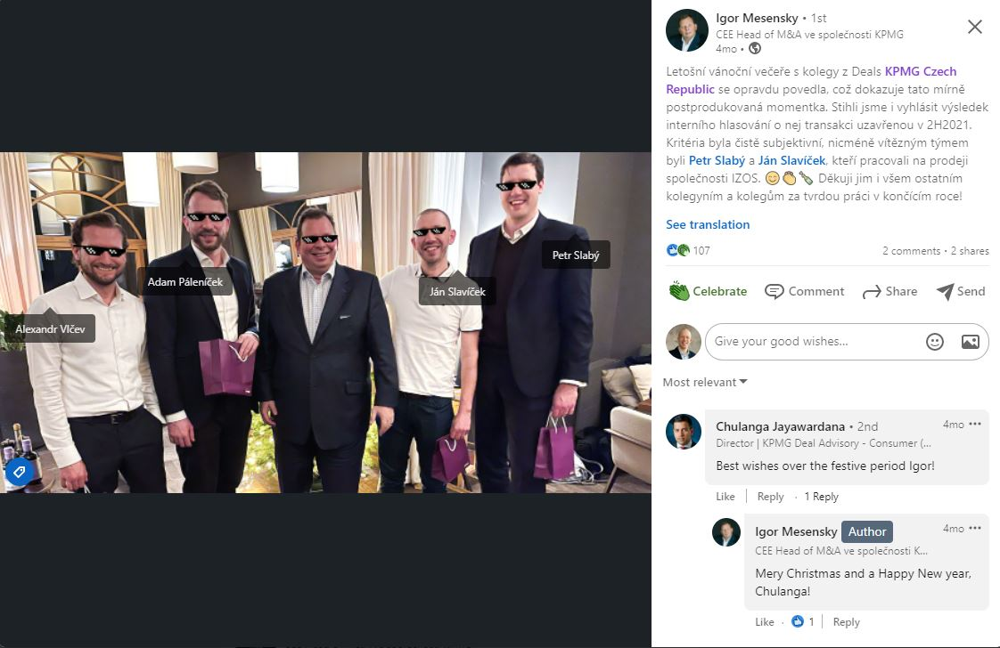 Igor Mesensky • 1st
CEE Head of M&A ve společnosti KPMG
4mo •
Letošní vánoční večeře s kolegy z Deals KPMG Czech
Republic se opravdu povedla, což dokazuje tato mírně
postprodukovaná momentka. Stihli jsme i vyhlásit výsledek
interního hlasování o nej transakci uzavřenou v 2H2021.
Kritéria byla čistě subjektivní, nicméně vítězným týmem
byli Petr Slabý a Ján Slavíček, kteří pracovali na prodeji
společnosti IZOS. 😊👏🍾 Děkuji jim i všem ostatním
kolegyním a kolegům za tvrdou práci v končícím roce!
See translation
107
2 comments • 2 shares
Celebrate
Comment
Share
Send
Give your good wishes...
Most relevant
Chulanga Jayawardana • 2nd
4mo
Director | KPMG Deal Advisory - Consumer (...
Best wishes over the festive period Igor!
Like
Reply · 1 Reply
Igor Mesensky Author
4mo
CEE Head of M&A ve společnosti K...
Mery Christmas and a Happy New year,
Chulanga!
Like · 1
Reply
Petr Slabý
Adam Páleníček
Ján Slavíček
Alexandr Vlčev